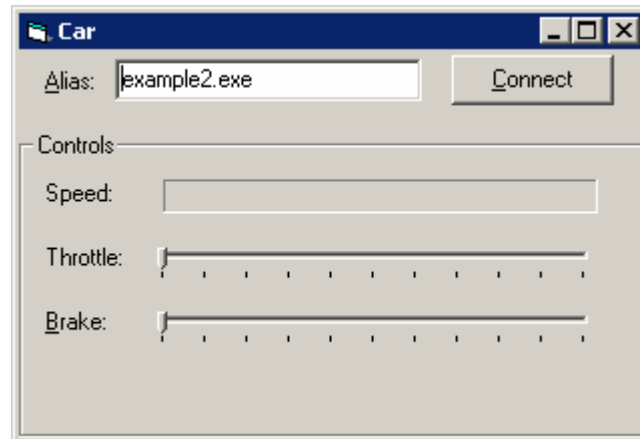 Car
Alias: example2.exe Connect
Controls
Speed:
Throttle:
Brake: